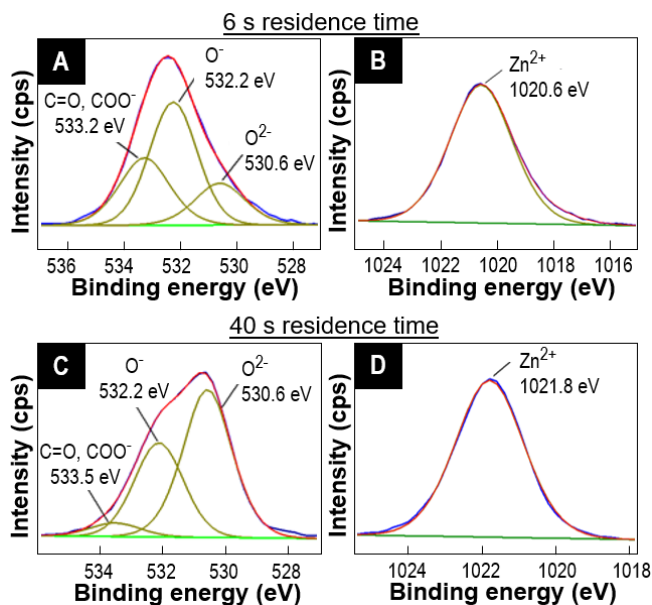 6 s residence time
A
O⁻
532.2 eV
C=O, COO⁻
533.2 eV
O²⁻
530.6 eV
Intensity (cps)
536 534 532 530 528
Binding energy (eV)
B
Zn²⁺
1020.6 eV
Intensity (cps)
1024 1022 1020 1018 1016
Binding energy (eV)
40 s residence time
C
O⁻
532.2 eV
O²⁻
530.6 eV
C=O, COO⁻
533.5 eV
Intensity (cps)
534 532 530 528
Binding energy (eV)
D
Zn²⁺
1021.8 eV
Intensity (cps)
1024 1022 1020 1018
Binding energy (eV)